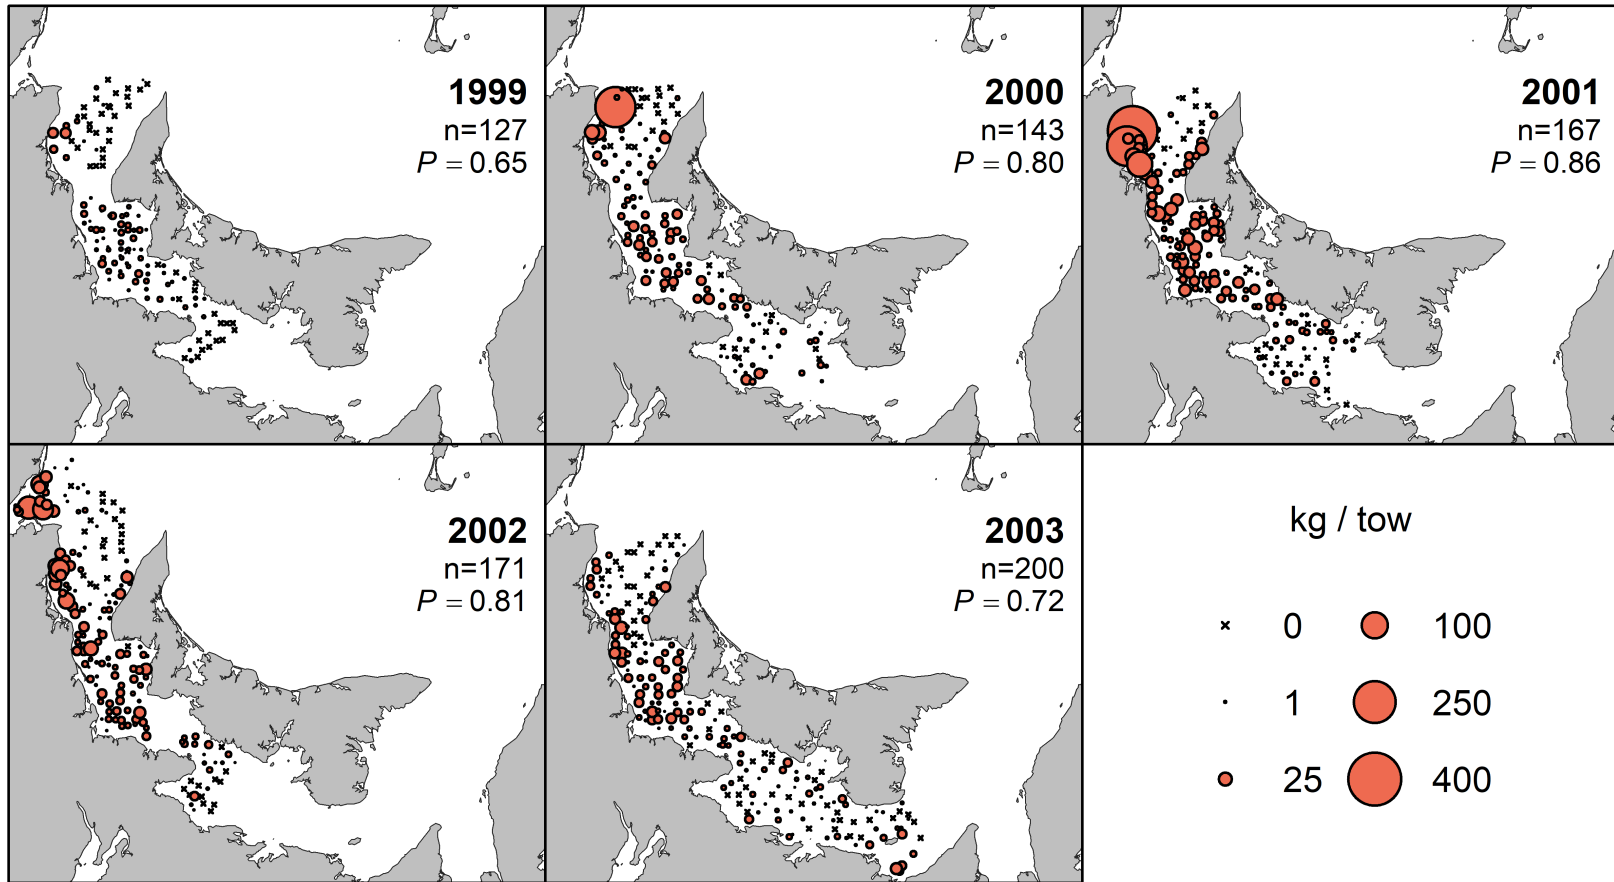 1999
n=127
P = 0.65
2000
n=143
P = 0.80
2001
n=167
P = 0.86
2002
n=171
P = 0.81
2003
n=200
P = 0.72
kg / tow
0 100
1 250
25 400